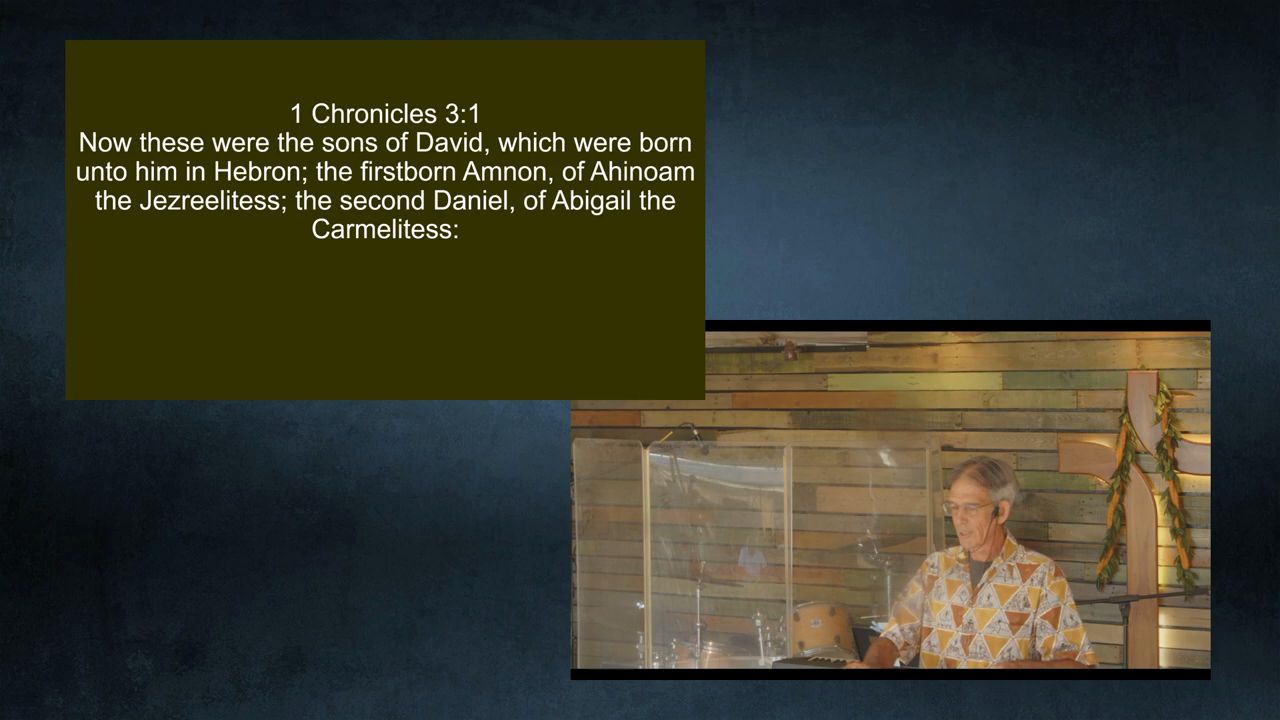 1 Chronicles 3:1
Now these were the sons of David, which were born
unto him in Hebron; the firstborn Amnon, of Ahinoam
the Jezreelitess; the second Daniel, of Abigail the
Carmelitess: